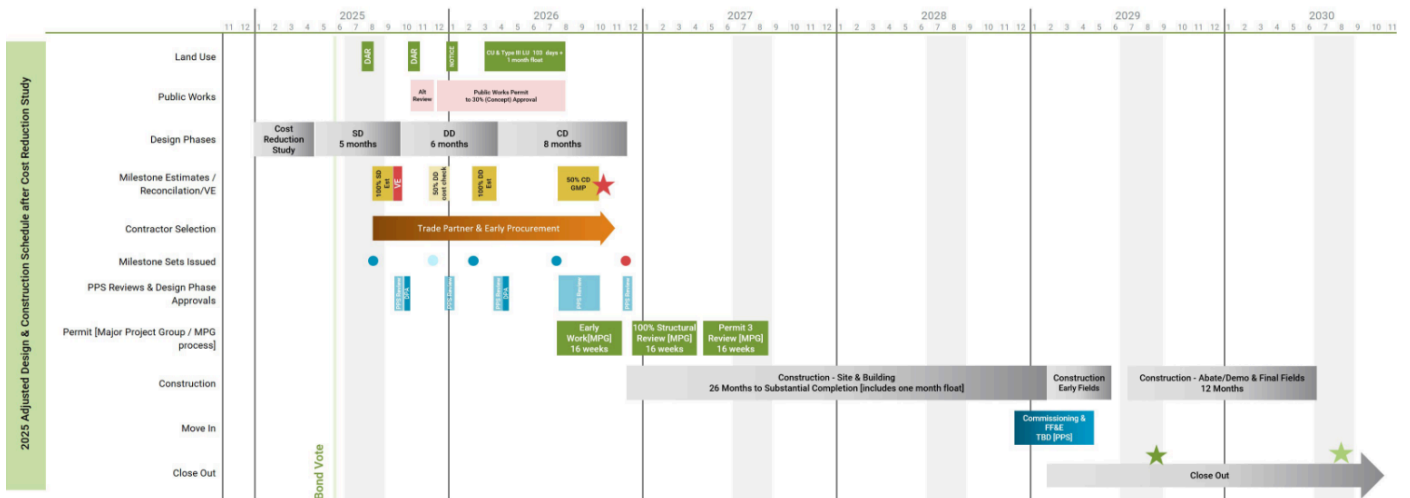 2025
2026
2027
2028
2029
2030
11 12 1 2 3 4 5 6 7 8 9 10 11 12 1 2 3 4 5 6 7 8 9 10 11 12 1 2 3 4 5 6 7 8 9 10 11 12 1 2 3 4 5 6 7 8 9 10 11 12 1 2 3 4 5 6 7 8 9 10 11 12 1 2 3 4 5 6 7 8 9 10 11
2025 Adjusted Design & Construction Schedule after Cost Reduction Study
Land Use
DAR
DAR
NOTICE
CU & Type III LU
days +
1 month float
Public Works
Alt
Review
Public Works Permit
to 30% (Concept) Approval
Design Phases
Cost
Reduction
Study
SD
5 months
DD
6 months
CD
8 months
Milestone Estimates /
Reconcilation/VE
100% SD
Est
VE
50% DD
cost check
100% DD
Est
50% CD
GMP
Contractor Selection
Trade Partner & Early Procurement
Milestone Sets Issued
PPS Reviews & Design Phase
Approvals
PPS Review
DPA
Review
PPS Review
DPA
PPS Review
PPS Review
Permit [Major Project Group / MPG
process]
Early
Work[MPG]
16 weeks
100% Structural
Review [MPG]
16 weeks
Permit 3
Review [MPG]
16 weeks
Construction
Construction - Site & Building
26 Months to Substantial Completion [includes one month float]
Construction
Early Fields
Construction - Abate/Demo & Final Fields
12 Months
Move In
Commissioning &
FF&E
TBD [PPS]
Close Out
Close Out
Bond Vote